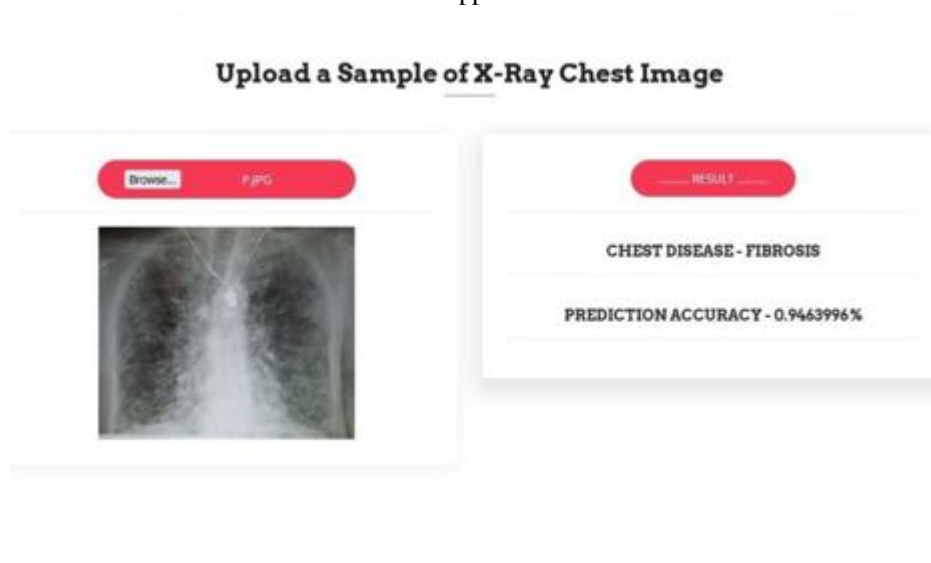 Upload a Sample of X-Ray Chest Image
Browse... P.JPG
.......... RESULT ..........
CHEST DISEASE - FIBROSIS
PREDICTION ACCURACY - 0.9463996%